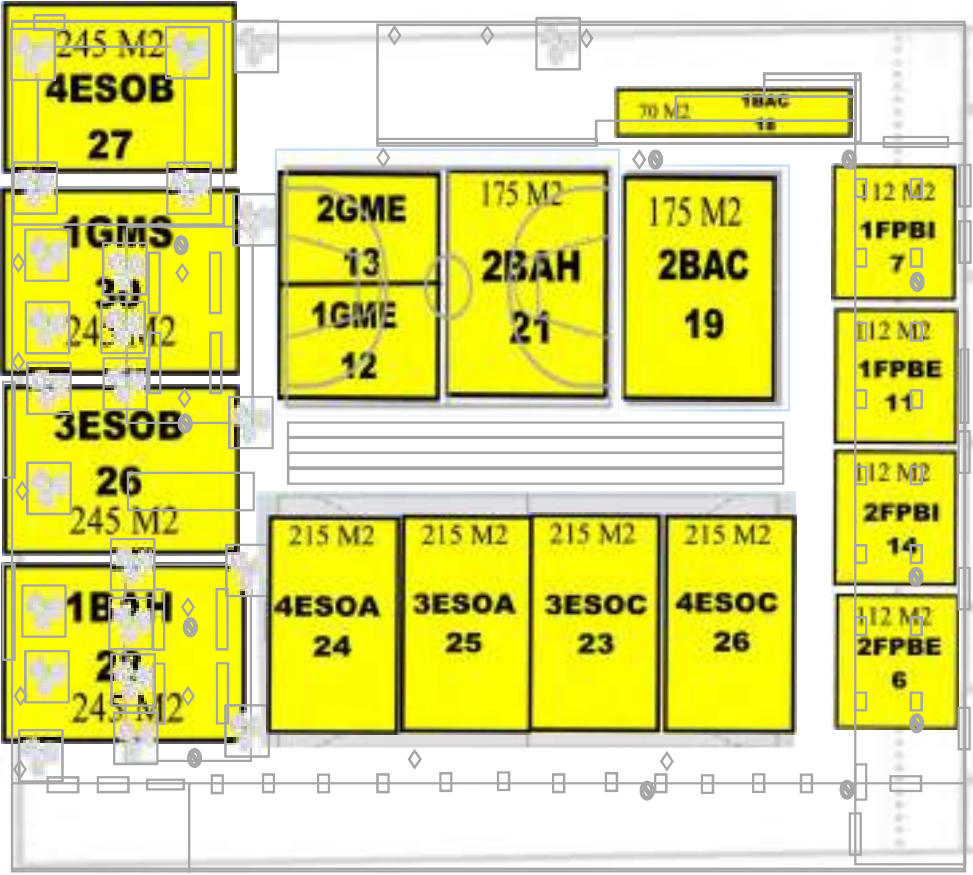 245 M2
4ESOB
27
70 M2
1BAC
18
1GMS
30
245 M2
2GME
13
1GME
12
175 M2
2BAH
21
175 M2
2BAC
19
112 M2
1FPBI
7
112 M2
1FPBE
11
3ESOB
26
245 M2
112 M2
2FPBI
14
1BAH
245 M2
215 M2
4ESOA
24
215 M2
3ESOA
25
215 M2
3ESOC
23
215 M2
4ESOC
26
112 M2
2FPBE
6